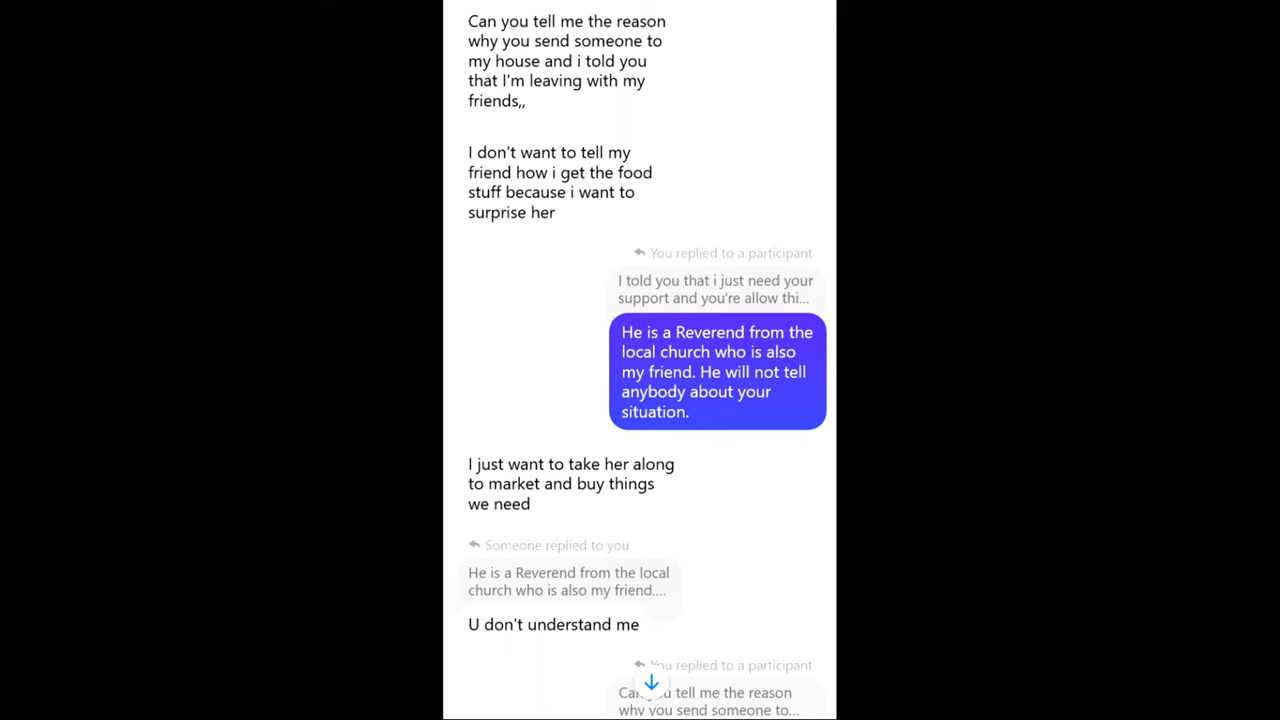 Can you tell me the reason
why you send someone to
my house and i told you
that I'm leaving with my
friends,,
I don't want to tell my
friend how i get the food
stuff because i want to
surprise her
You replied to a participant
I told you that i just need your
support and you're allow thi...
He is a Reverend from the
local church who is also
my friend. He will not tell
anybody about your
situation.
I just want to take her along
to market and buy things
we need
Someone replied to you
He is a Reverend from the local
church who is also my friend....
U don't understand me
You replied to a participant
Can you tell me the reason
why you send someone to...